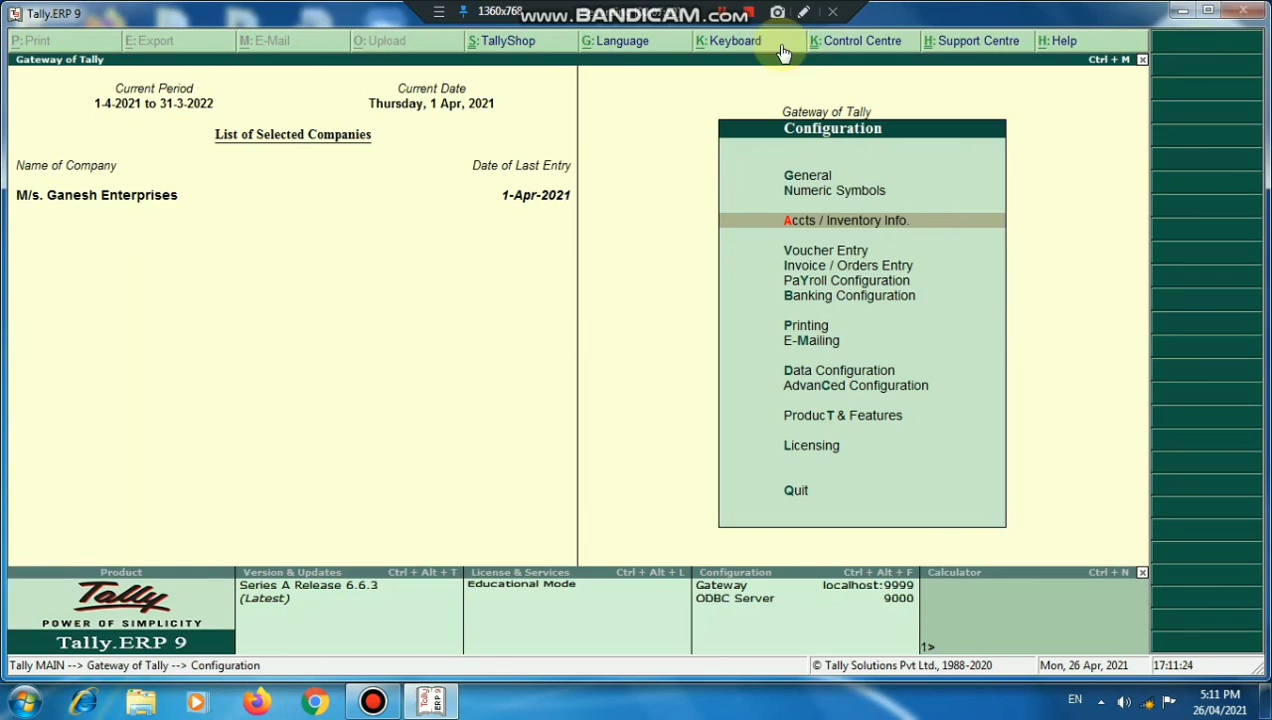 Tally.ERP 9
1360x768
www.BANDICAM.com
P: Print
E: Export
M: E-Mail
O: Upload
S: TallyShop
G: Language
K: Keyboard
K: Control Centre
H: Support Centre
H: Help
Gateway of Tally
Ctrl + M
Current Period
1-4-2021 to 31-3-2022
Current Date
Thursday, 1 Apr, 2021
List of Selected Companies
Name of Company
Date of Last Entry
M/s. Ganesh Enterprises
1-Apr-2021
Gateway of Tally
Configuration
General
Numeric Symbols
Accts / Inventory Info.
Voucher Entry
Invoice / Orders Entry
PaYroll Configuration
Banking Configuration
Printing
E-Mailing
Data Configuration
AdvanCed Configuration
ProducT & Features
Licensing
Quit
Product
Tally
POWER OF SIMPLICITY
Tally.ERP 9
Version & Updates
Ctrl + Alt + T
Series A Release 6.6.3
(Latest)
License & Services
Ctrl + Alt + L
Educational Mode
Configuration
Ctrl + Alt + F
Gateway
localhost:9999
ODBC Server
9000
Calculator
Ctrl + N
1>
Tally MAIN --> Gateway of Tally --> Configuration
© Tally Solutions Pvt Ltd., 1988-2020
Mon, 26 Apr, 2021
17:11:24
Tally ERP 9
EN
5:11 PM
26/04/2021